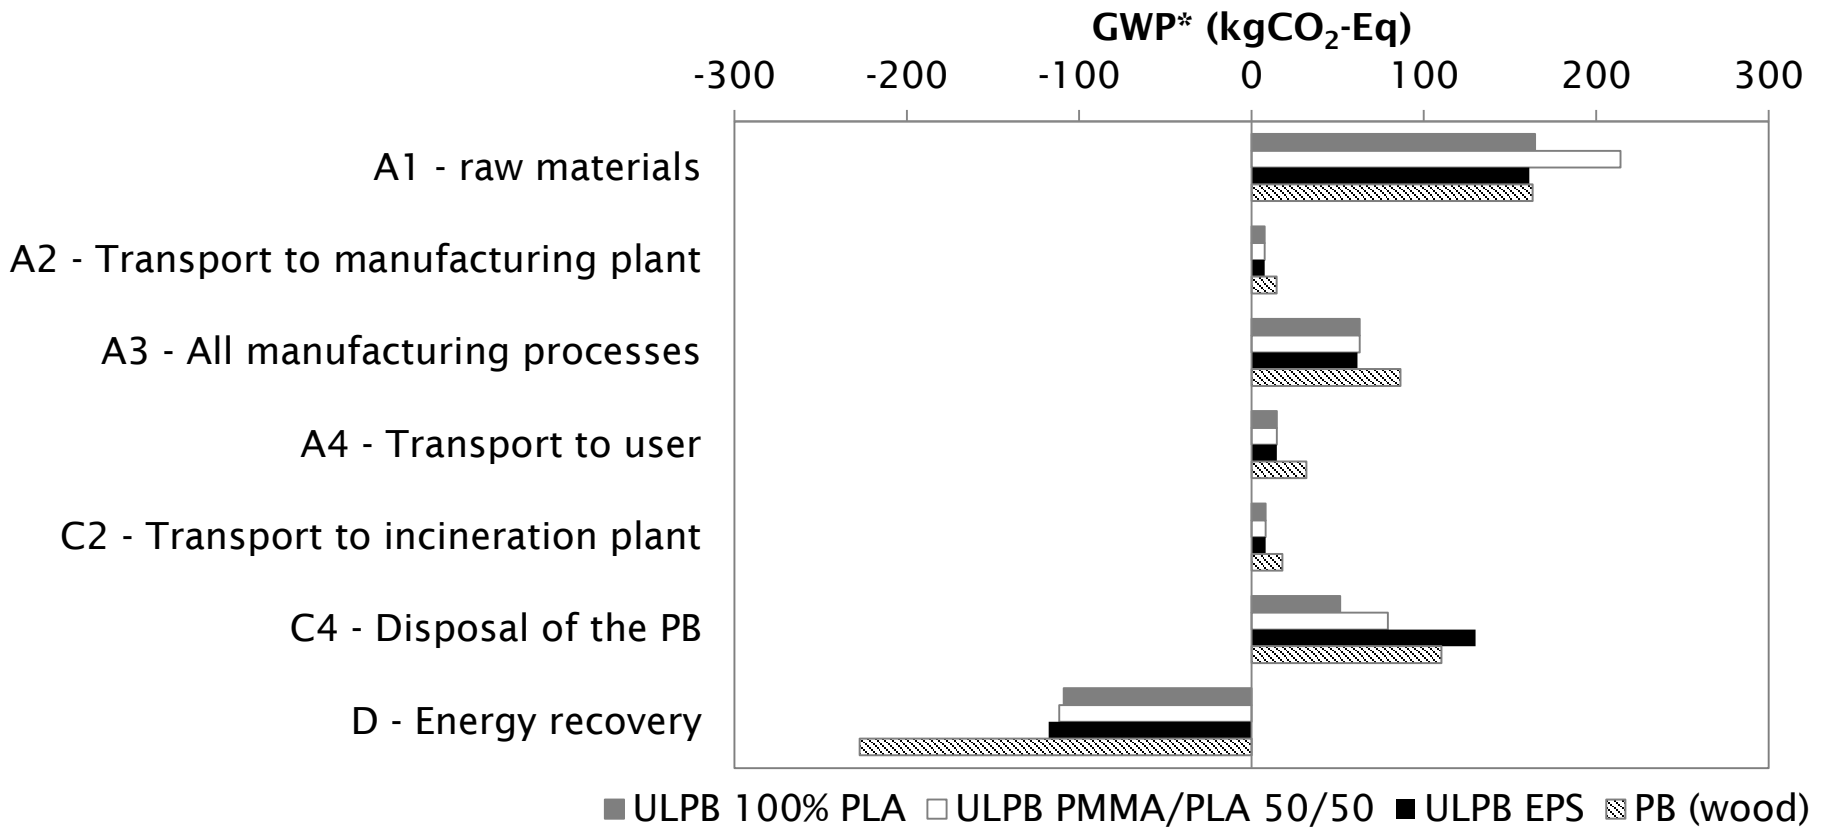 GWP* (kgCO₂-Eq)
-300 -200 -100 0 100 200 300
A1 - raw materials
A2 - Transport to manufacturing plant
A3 - All manufacturing processes
A4 - Transport to user
C2 - Transport to incineration plant
C4 - Disposal of the PB
D - Energy recovery
ULPB 100% PLA ULPB PMMA/PLA 50/50 ULPB EPS PB (wood)